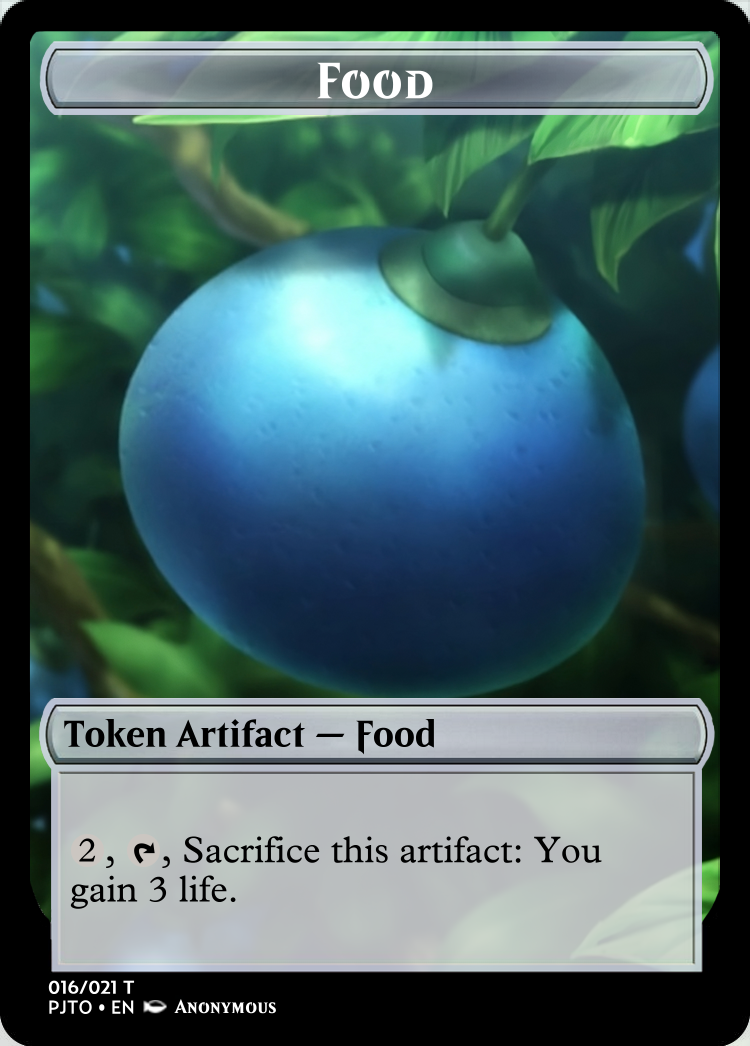 Food
Token Artifact — Food
2, , Sacrifice this artifact: You
gain 3 life.
016/021 T
PJTO • EN Anonymous